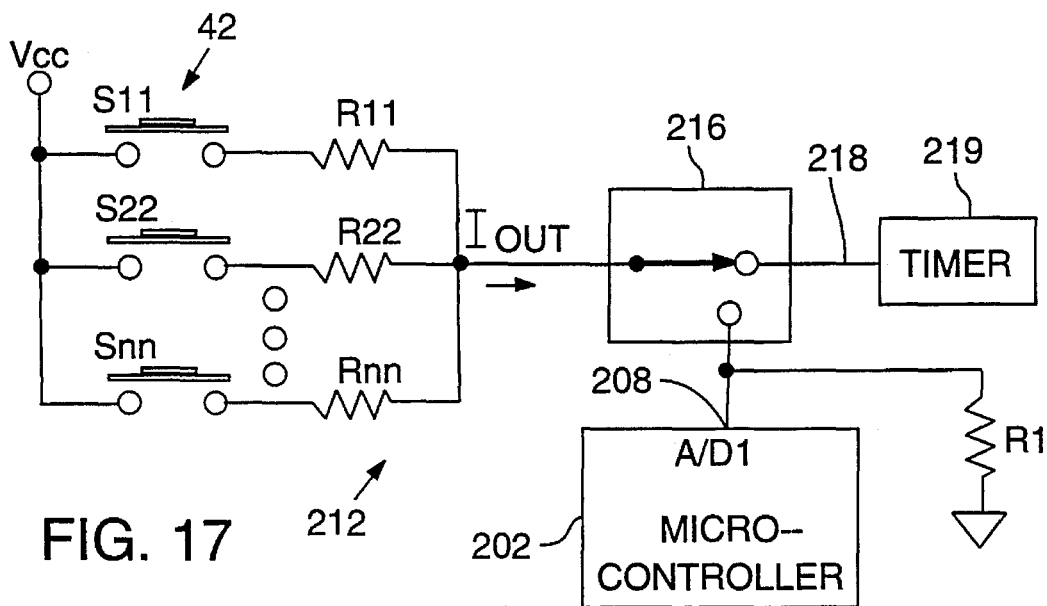 42
Vcc
S11
R11
216
218
219
S22
R22
IOUT
TIMER
Snn
Rnn
208
A/D1
R1
212
202
MICRO--
CONTROLLER
FIG. 17